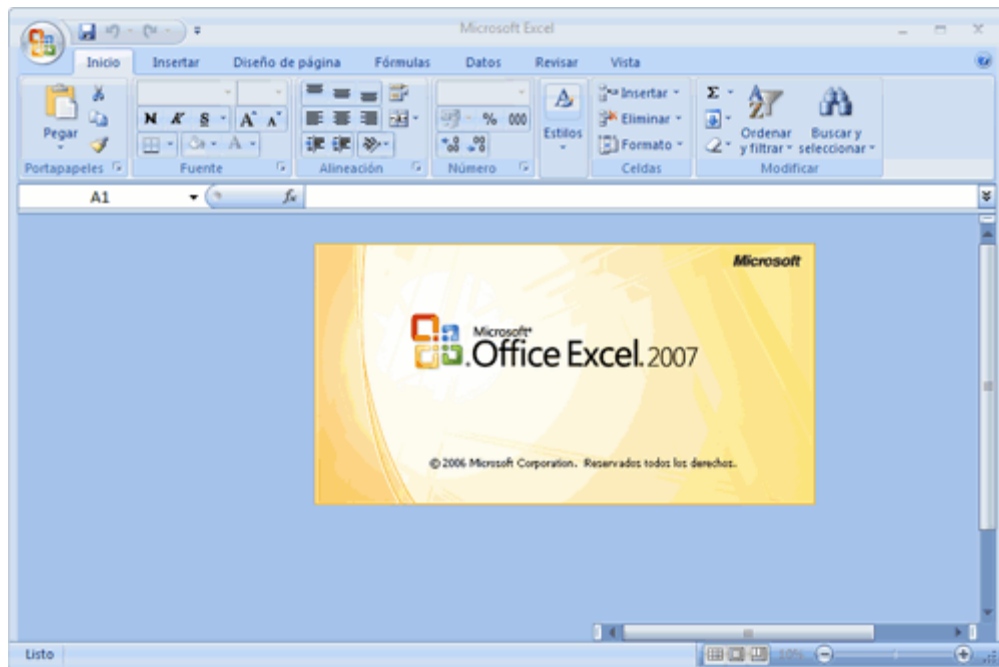 Microsoft Excel
Inicio Insertar Diseño de página Fórmulas Datos Revisar Vista
Pegar
N K S A A
A
% 000
Estilos
Insertar
Eliminar
Formato
Σ
Ordenar y filtrar
Buscar y seleccionar
Portapapeles Fuente Alineación Número Celdas Modificar
A1 fx
Microsoft
Microsoft
Office Excel 2007
© 2006 Microsoft Corporation. Reservados todos los derechos.
Listo 10%